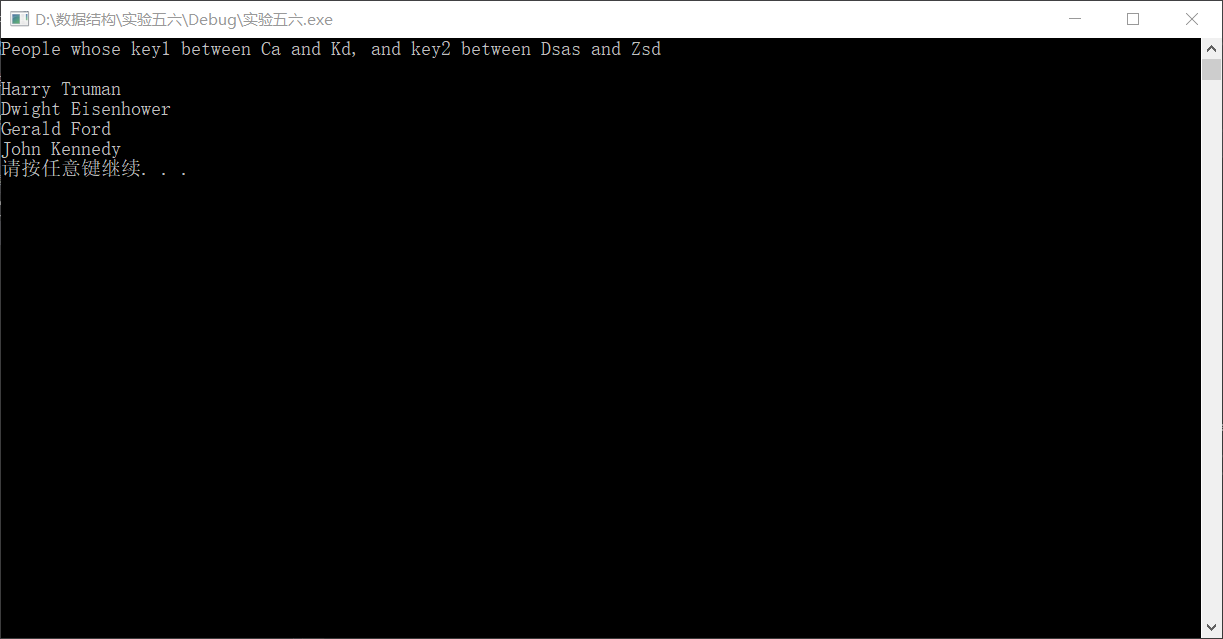 D:\数据结构\实验五六\Debug\实验五六.exe
People whose key1 between Ca and Kd, and key2 between Dsas and Zsd
Harry Truman
Dwight Eisenhower
Gerald Ford
John Kennedy
请按任意键继续. . .